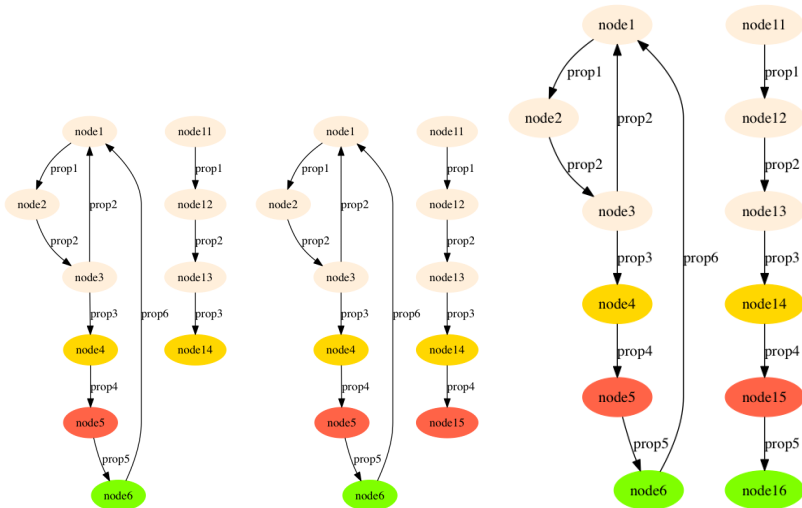 node1
node11
prop1
prop1
node2
node12
prop2
prop2
prop2
node3
node13
prop3
prop6
prop3
node4
node14
prop4
node5
prop5
node6
node1
node11
prop1
prop1
node2
node12
prop2
prop2
prop2
node3
node13
prop3
prop6
prop3
node4
node14
prop4
prop4
node5
node15
prop5
node6
node1
node11
prop1
prop1
node2
prop2
node12
prop2
prop2
node3
node13
prop3
prop6
prop3
node4
node14
prop4
prop4
node5
node15
prop5
prop5
node6
node16